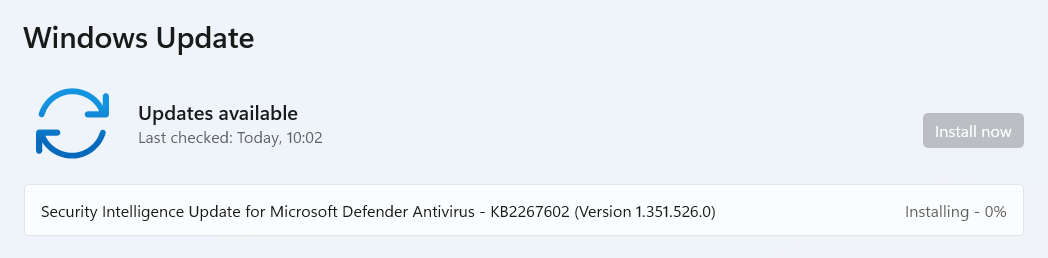 Windows Update
Updates available
Last checked: Today, 10:02
Install now
Security Intelligence Update for Microsoft Defender Antivirus - KB2267602 (Version 1.351.526.0)
Installing - 0%